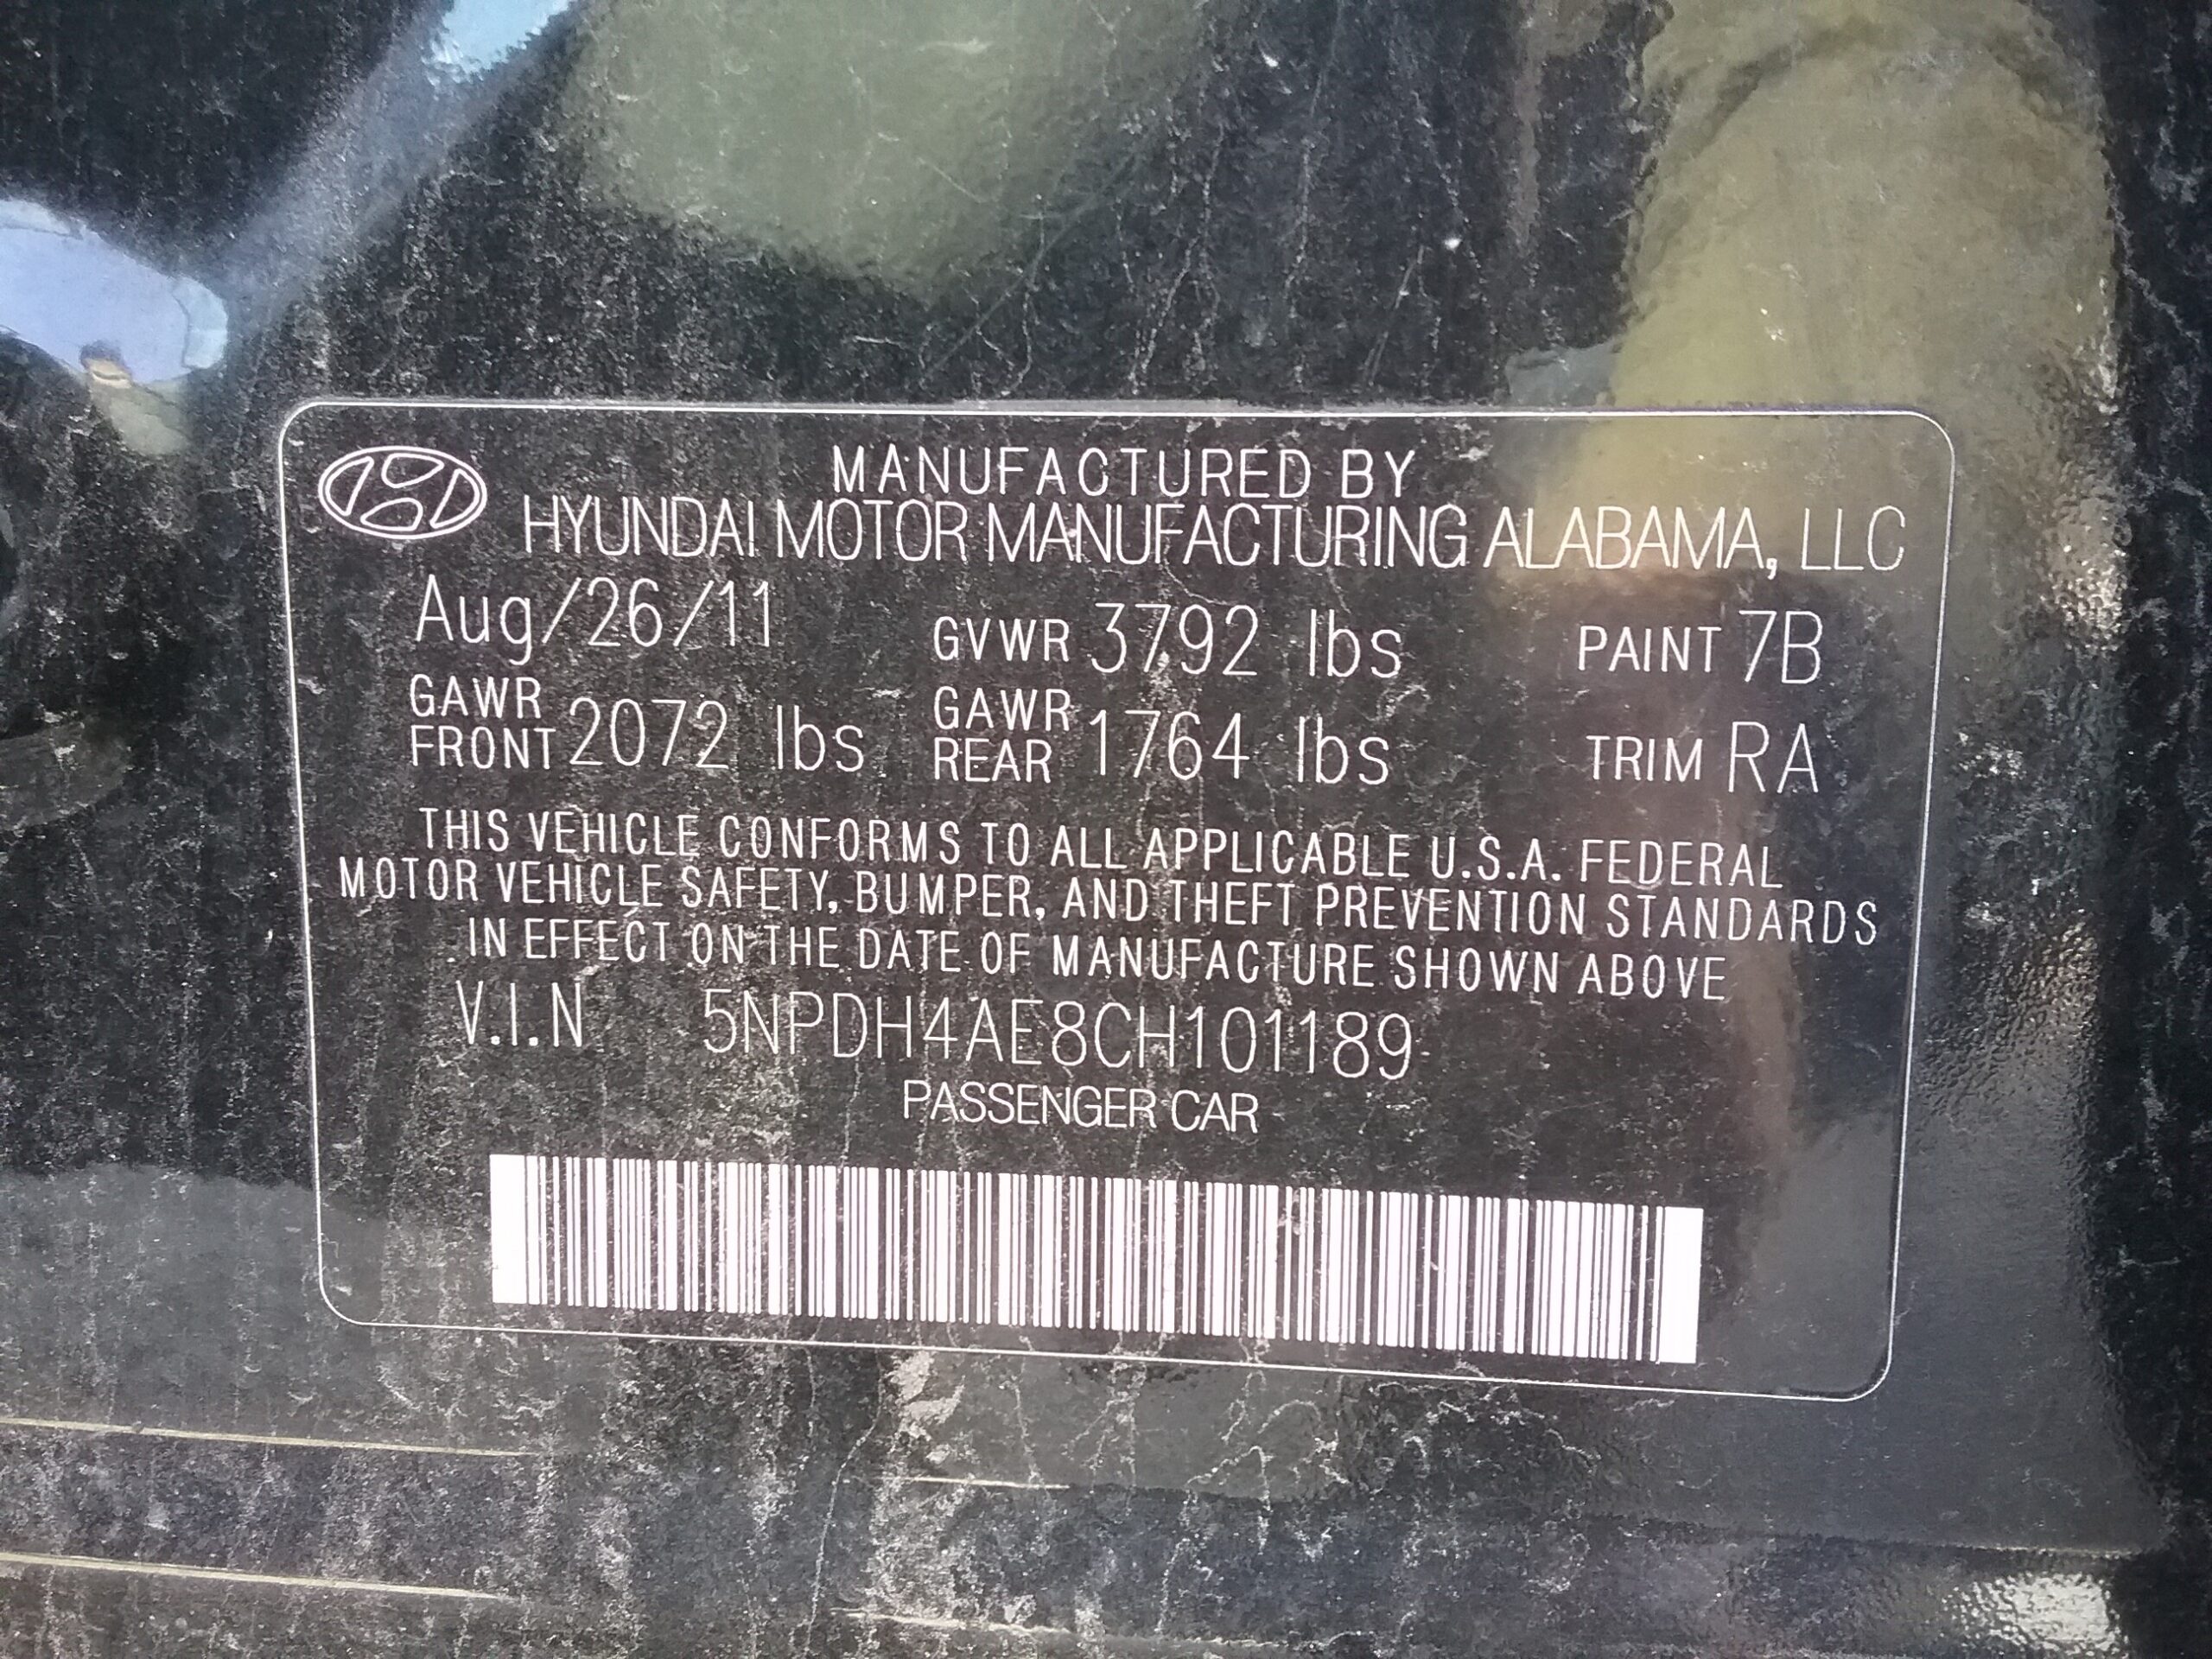 MANUFACTURED BY
HYUNDAI MOTOR MANUFACTURING ALABAMA, LLC
Aug/26/11 GVWR 3792 lbs PAINT 7B
GAWR FRONT 2072 lbs GAWR REAR 1764 lbs TRIM RA
THIS VEHICLE CONFORMS TO ALL APPLICABLE U.S.A. FEDERAL
MOTOR VEHICLE SAFETY, BUMPER, AND THEFT PREVENTION STANDARDS
IN EFFECT ON THE DATE OF MANUFACTURE SHOWN ABOVE
V.I.N 5NPDH4AE8CH101189
PASSENGER CAR